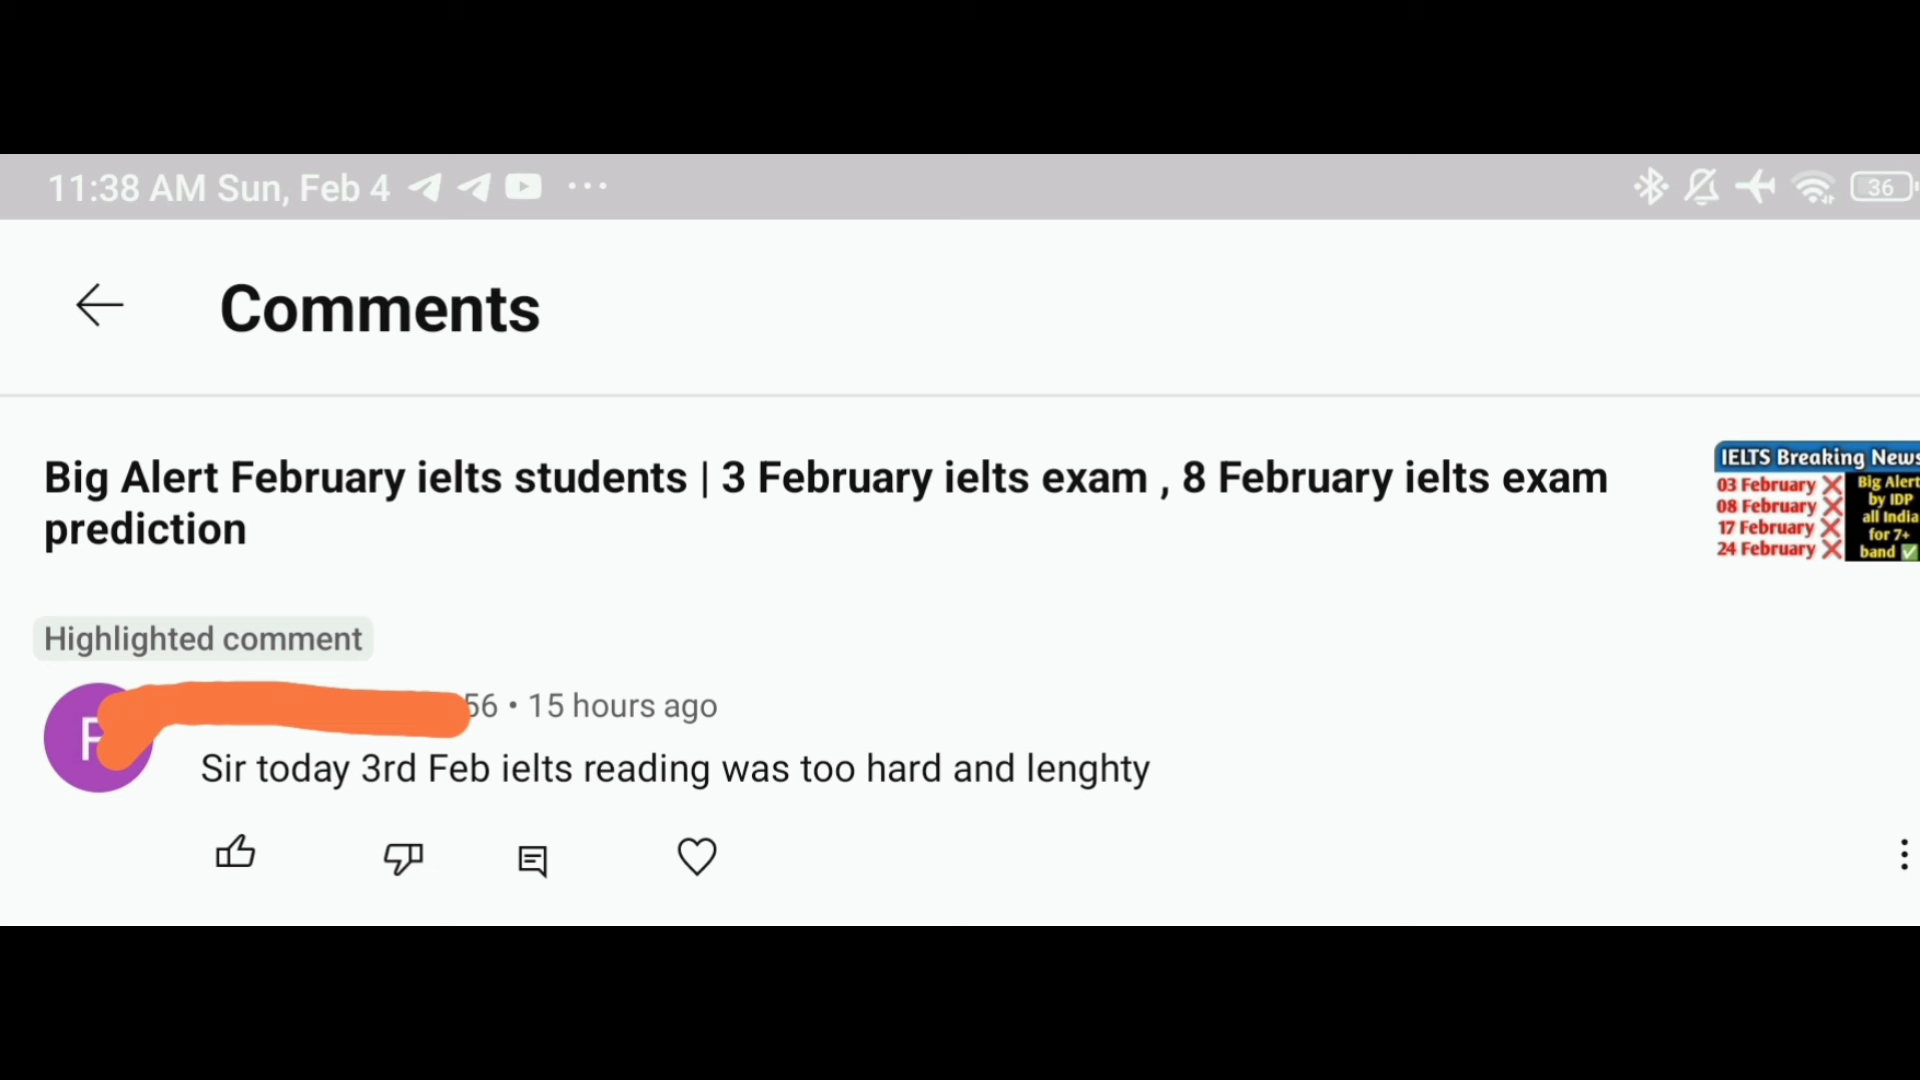 11:38 AM Sun, Feb 4
36
Comments
Big Alert February ielts students | 3 February ielts exam , 8 February ielts exam
prediction
IELTS Breaking News
03 February
08 February
17 February
24 February
Big Alert
by IDP
all India
for 7+
band
Highlighted comment
56 • 15 hours ago
Sir today 3rd Feb ielts reading was too hard and lenghty